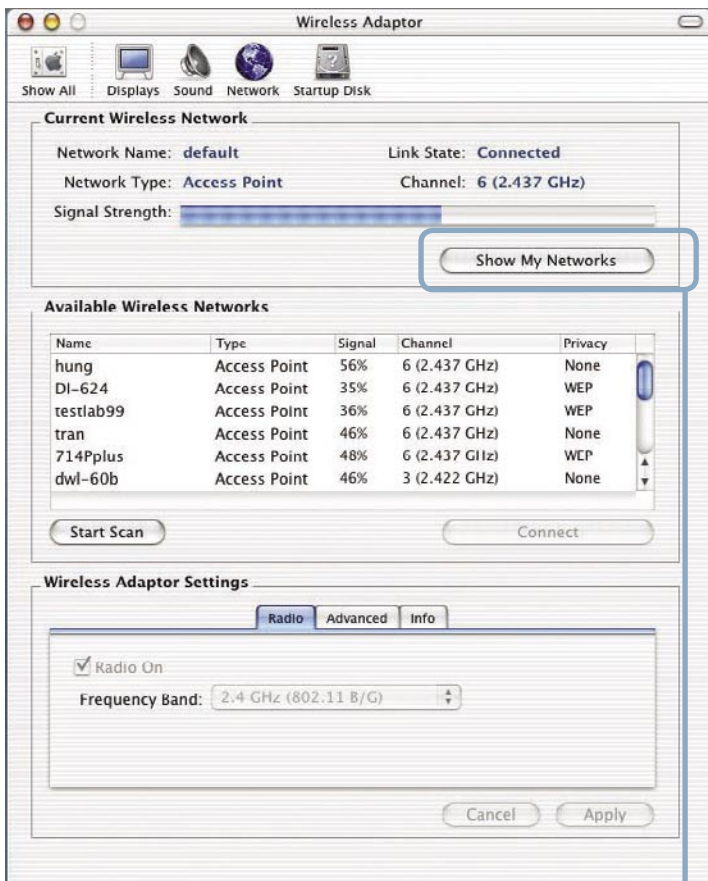 Wireless Adaptor
Show All Displays Sound Network Startup Disk
Current Wireless Network
Network Name: default Link State: Connected
Network Type: Access Point Channel: 6 (2.437 GHz)
Signal Strength:
Show My Networks
Available Wireless Networks
Name Type Signal Channel Privacy
hung Access Point 56% 6 (2.437 GHz) None
DI-624 Access Point 35% 6 (2.437 GHz) WEP
testlab99 Access Point 36% 6 (2.437 GHz) WEP
tran Access Point 46% 6 (2.437 GHz) None
714Pplus Access Point 48% 6 (2.437 GHz) WEP
dwl-60b Access Point 46% 3 (2.422 GHz) None
Start Scan Connect
Wireless Adaptor Settings
Radio Advanced Info
Radio On
Frequency Band: 2.4 GHz (802.11 B/G)
Cancel Apply